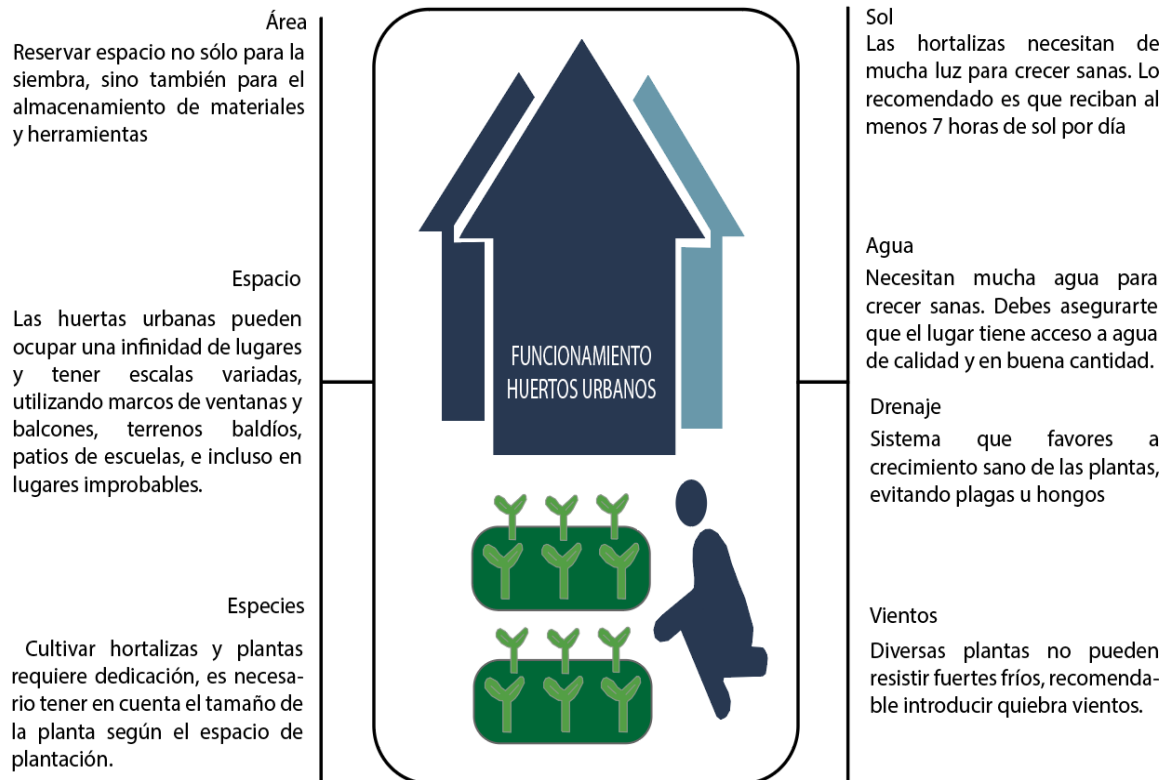 Área
Reservar espacio no sólo para la
siembra, sino también para el
almacenamiento de materiales
y herramientas
Espacio
Las huertas urbanas pueden
ocupar una infinidad de lugares
y tener escalas variadas,
utilizando marcos de ventanas y
balcones, terrenos baldíos,
patios de escuelas, e incluso en
lugares improbables.
Especies
Cultivar hortalizas y plantas
requiere dedicación, es necesa-
rio tener en cuenta el tamaño de
la planta según el espacio de
plantación.
FUNCIONAMIENTO
HUERTOS URBANOS
Sol
Las hortalizas necesitan de
mucha luz para crecer sanas. Lo
recomendado es que reciban al
menos 7 horas de sol por día
Agua
Necesitan mucha agua para
crecer sanas. Debes asegurarte
que el lugar tiene acceso a agua
de calidad y en buena cantidad.
Drenaje
Sistema que favores a
crecimiento sano de las plantas,
evitando plagas u hongos
Vientos
Diversas plantas no pueden
resistir fuertes fríos, recomenda-
ble introducir quiebra vientos.